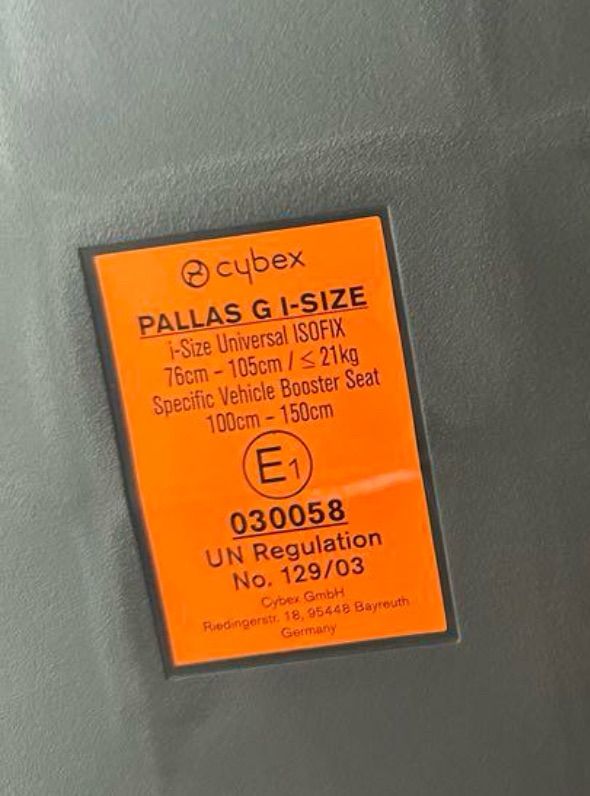 cybex
PALLAS G I-SIZE
i-Size Universal ISOFIX
76cm - 105cm / ≤ 21kg
Specific Vehicle Booster Seat
100cm - 150cm
E1
030058
UN Regulation
No. 129/03
Cybex GmbH
Riedingerstr. 18, 95448 Bayreuth
Germany